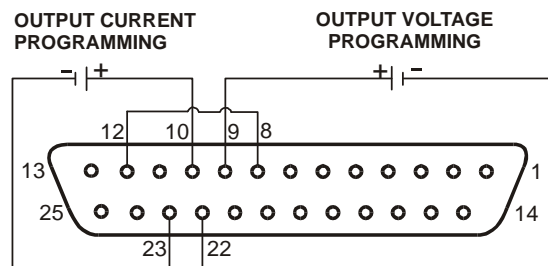 OUTPUT CURRENT
PROGRAMMING
OUTPUT VOLTAGE
PROGRAMMING
- +
+ -
12 10 9 8
13 1
25 14
23 22